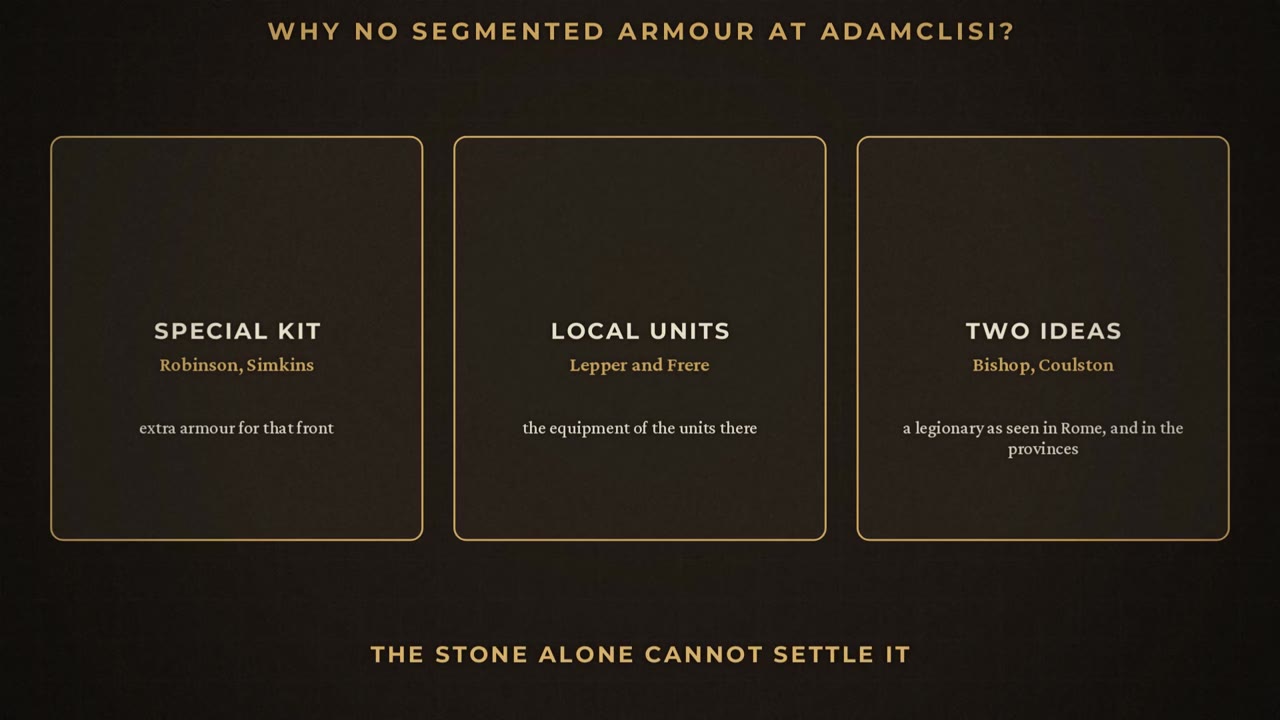 WHY NO SEGMENTED ARMOUR AT ADAMCLISI?
SPECIAL KIT
Robinson, Simkins
extra armour for that front
LOCAL UNITS
Lepper and Frere
the equipment of the units there
TWO IDEAS
Bishop, Coulston
a legionary as seen in Rome, and in the
provinces
THE STONE ALONE CANNOT SETTLE IT